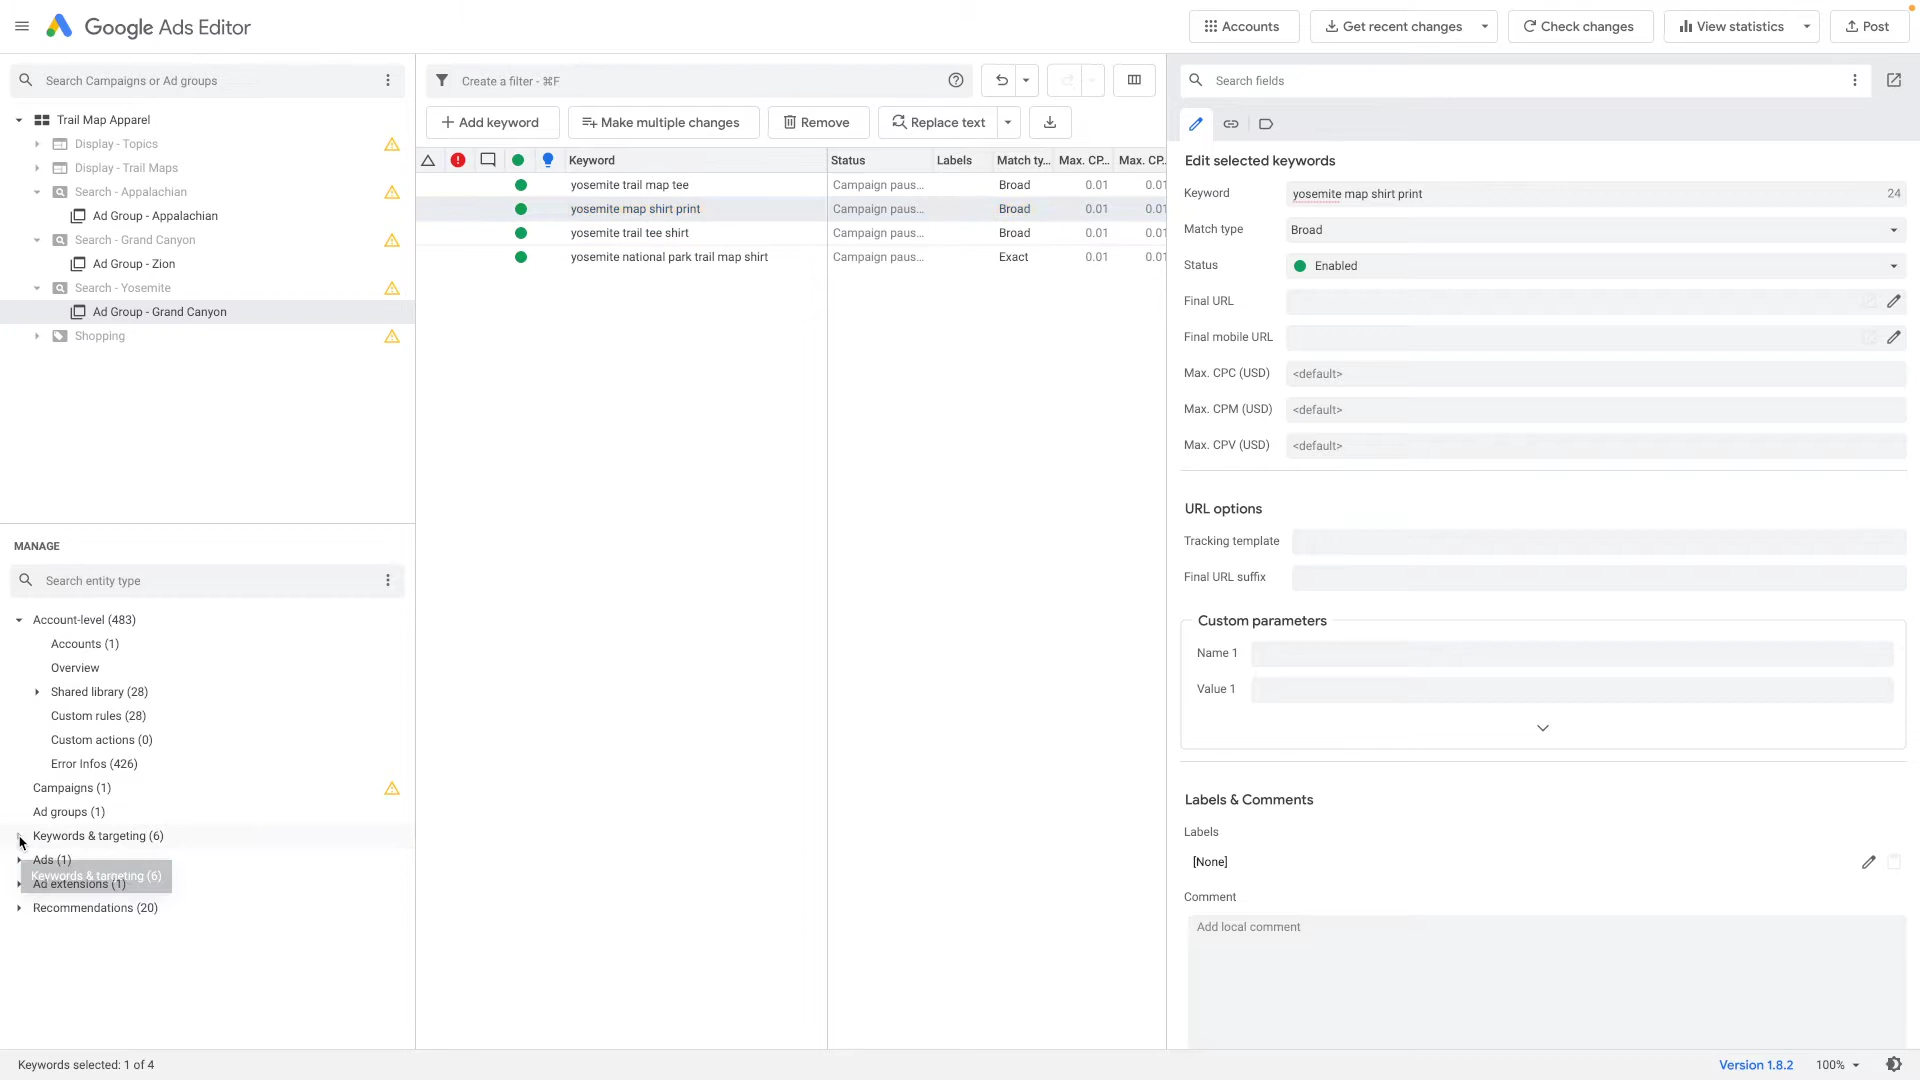 Google Ads Editor
Accounts
Get recent changes
Check changes
View statistics
Post
Search Campaigns or Ad groups
Trail Map Apparel
Display - Topics
Display - Trail Maps
Search - Appalachian
Ad Group - Appalachian
Search - Grand Canyon
Ad Group - Zion
Search - Yosemite
Ad Group - Grand Canyon
Shopping
MANAGE
Search entity type
Account-level (483)
Accounts (1)
Overview
Shared library (28)
Custom rules (28)
Custom actions (0)
Error Infos (426)
Campaigns (1)
Ad groups (1)
Keywords & targeting (6)
Ads (1)
Keywords & targeting (6)
Ad extensions (1)
Recommendations (20)
Create a filter - ⌘F
Add keyword
Make multiple changes
Remove
Replace text
Keyword Status Labels Match ty... Max. CP... Max. CP...
yosemite trail map tee Campaign paus... Broad 0.01 0.01
yosemite map shirt print Campaign paus... Broad 0.01 0.01
yosemite trail tee shirt Campaign paus... Broad 0.01 0.01
yosemite national park trail map shirt Campaign paus... Exact 0.01 0.01
Search fields
Edit selected keywords
Keyword yosemite map shirt print 24
Match type Broad
Status Enabled
Final URL
Final mobile URL
Max. CPC (USD) <default>
Max. CPM (USD) <default>
Max. CPV (USD) <default>
URL options
Tracking template
Final URL suffix
Custom parameters
Name 1
Value 1
Labels & Comments
Labels
[None]
Comment
Add local comment
Keywords selected: 1 of 4
Version 1.8.2
100%